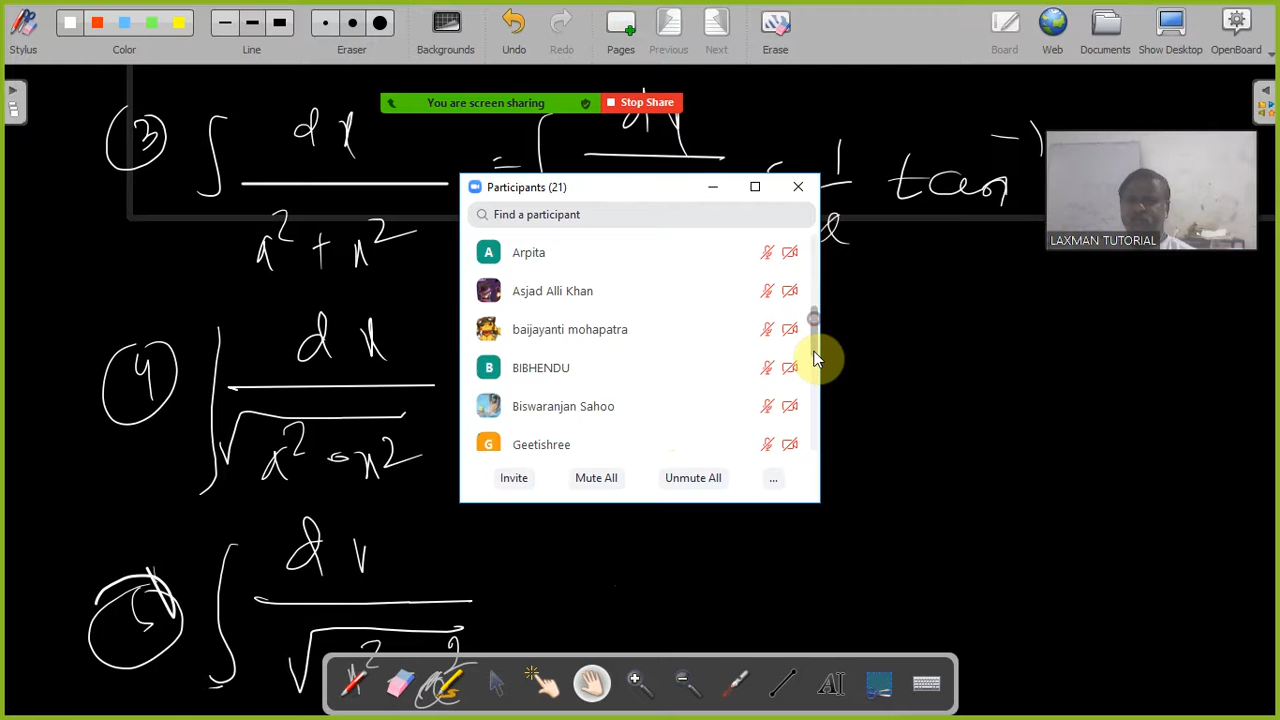 Stylus
Color
Line
Eraser
Backgrounds
Undo
Redo
Pages
Previous
Next
Erase
Board
Web
Documents
Show Desktop
OpenBoard
You are screen sharing
Stop Share
3 ∫ dx
a² + x²
=
tan
LAXMAN TUTORIAL
Participants (21)
Find a participant
A Arpita
Asjad Alli Khan
baijayanti mohapatra
B BIBHENDU
Biswaranjan Sahoo
G Geetishree
Invite
Mute All
Unmute All
...
4 ∫ dx
√a² - x²
5 ∫ dx